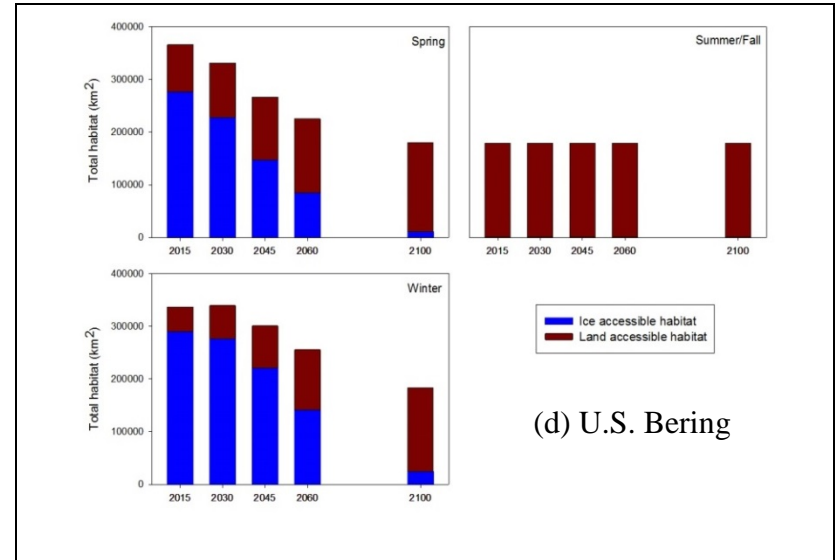 400000
Spring
300000
200000
100000
0
Total habitat (km²)
2015 2030 2045 2060 2100
Summer/Fall
2015 2030 2045 2060 2100
400000
Winter
300000
200000
100000
0
Total habitat (km²)
2015 2030 2045 2060 2100
Ice accessible habitat
Land accessible habitat
(d) U.S. Bering